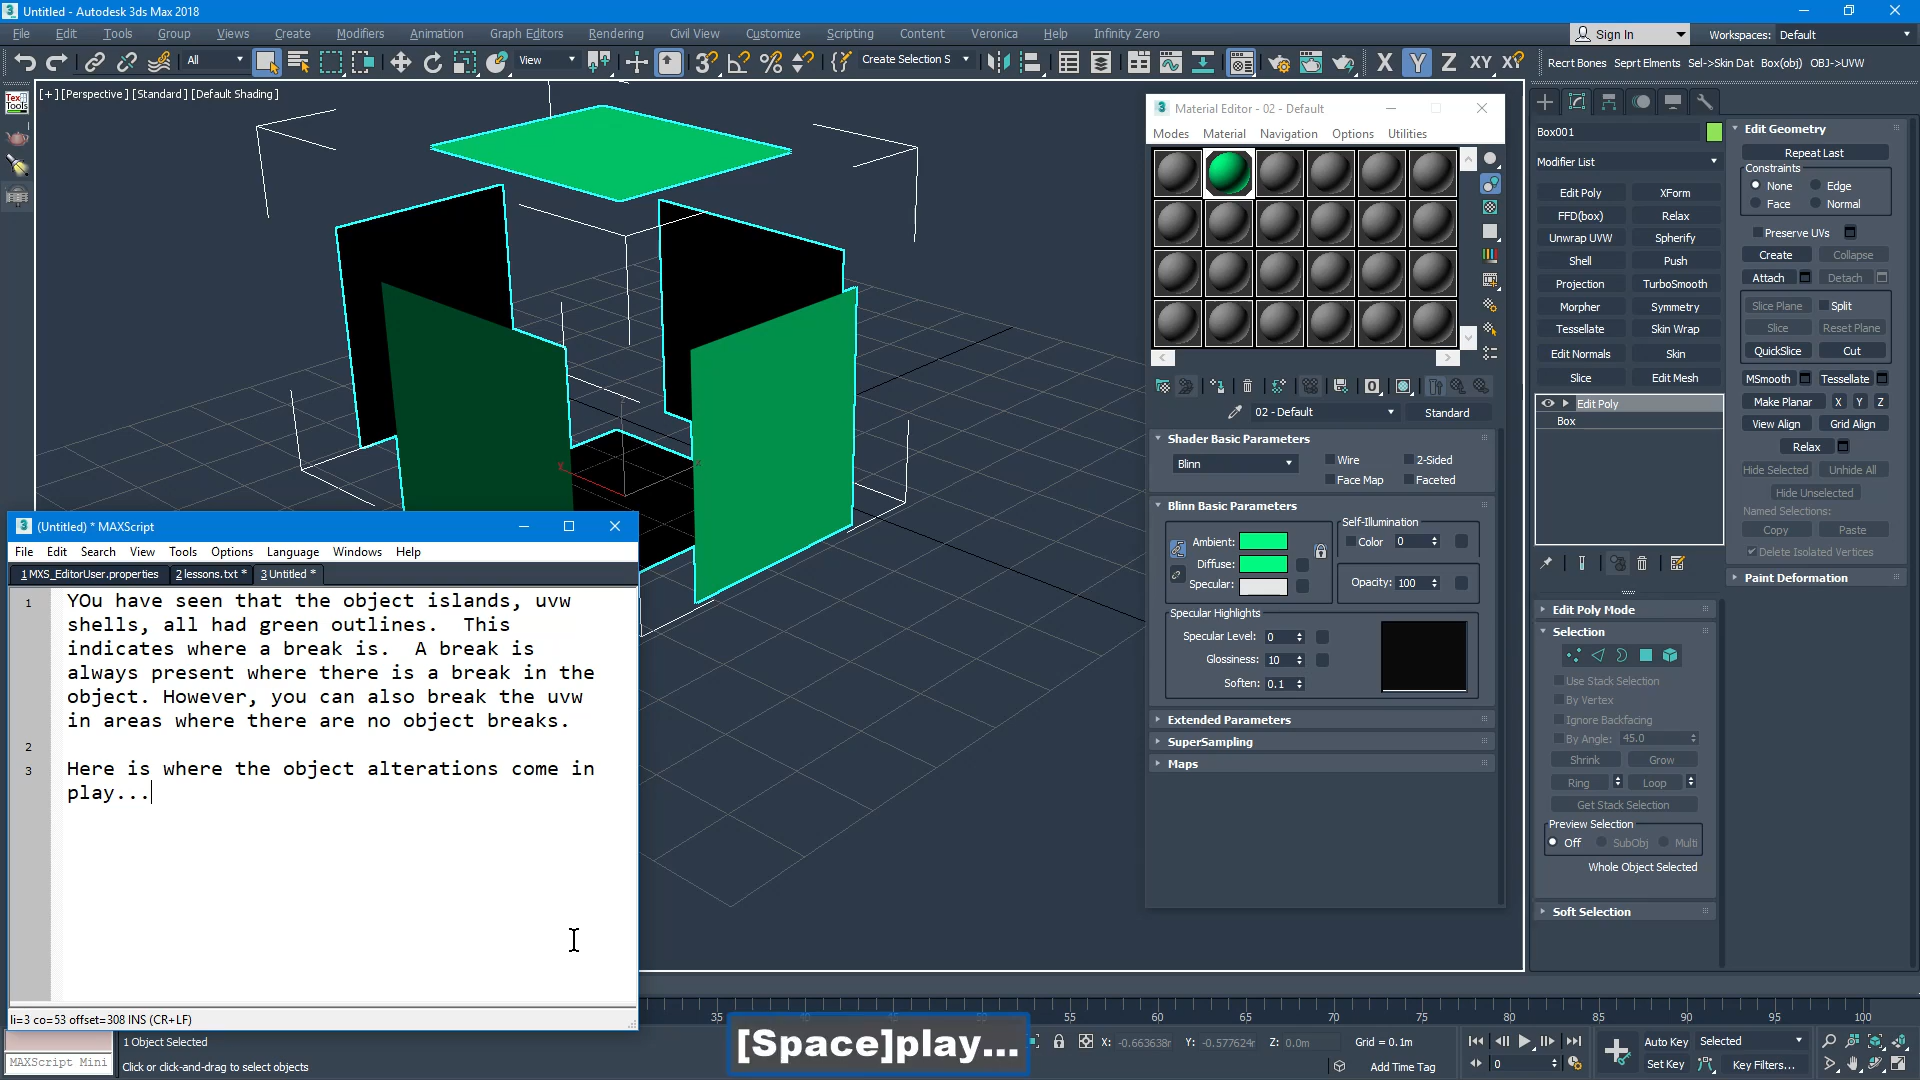 Untitled - Autodesk 3ds Max 2018
File Edit Tools Group Views Create Modifiers Animation Graph Editors Rendering Civil View Customize Scripting Content Veronica Help Infinity Zero
Sign In Workspaces: Default
All View Create Selection S X Y Z XY Recrt Bones Seprt Elments Sel->Skin Dat Box(obj) OBJ->UVW
[+] [Perspective] [Standard] [Default Shading]
Material Editor - 02 - Default
Modes Material Navigation Options Utilities
02 - Default Standard
Shader Basic Parameters
Blinn Wire 2-Sided
Face Map Faceted
Blinn Basic Parameters
Self-Illumination
Ambient: Color 0
Diffuse:
Specular: Opacity: 100
Specular Highlights
Specular Level: 0
Glossiness: 10
Soften: 0.1
Extended Parameters
SuperSampling
Maps
Box001
Modifier List
Edit Poly XForm
FFD(box) Relax
Unwrap UVW Spherify
Shell Push
Projection TurboSmooth
Morpher Symmetry
Tessellate Skin Wrap
Edit Normals Skin
Slice Edit Mesh
Edit Poly
Box
Edit Poly Mode
Selection
Use Stack Selection
By Vertex
Ignore Backfacing
By Angle: 45.0
Shrink Grow
Ring Loop
Get Stack Selection
Preview Selection
Off SubObj Multi
Whole Object Selected
Soft Selection
Edit Geometry
Repeat Last
Constraints
None Edge
Face Normal
Preserve UVs
Create Collapse
Attach Detach
Slice Plane Split
Slice Reset Plane
QuickSlice Cut
MSmooth Tessellate
Make Planar X Y Z
View Align Grid Align
Relax
Hide Selected Unhide All
Hide Unselected
Named Selections:
Copy Paste
Delete Isolated Vertices
Paint Deformation
(Untitled) * MAXScript
File Edit Search View Tools Options Language Windows Help
1 MXS_EditorUser.properties 2 lessons.txt * 3 Untitled *
1 YOu have seen that the object islands, uvw
shells, all had green outlines.  This
indicates where a break is.  A break is
always present where there is a break in the
object. However, you can also break the uvw
in areas where there are no object breaks.
2
3 Here is where the object alterations come in
play...
li=3 co=53 offset=308 INS (CR+LF)
35 55 60 65 70 75 80 85 90 95 100
[Space]play...
MAXScript Mini
1 Object Selected
Click or click-and-drag to select objects
X: -0.663638r Y: -0.577624r Z: 0.0m Grid = 0.1m
Add Time Tag
0
Auto Key Selected
Set Key Key Filters...